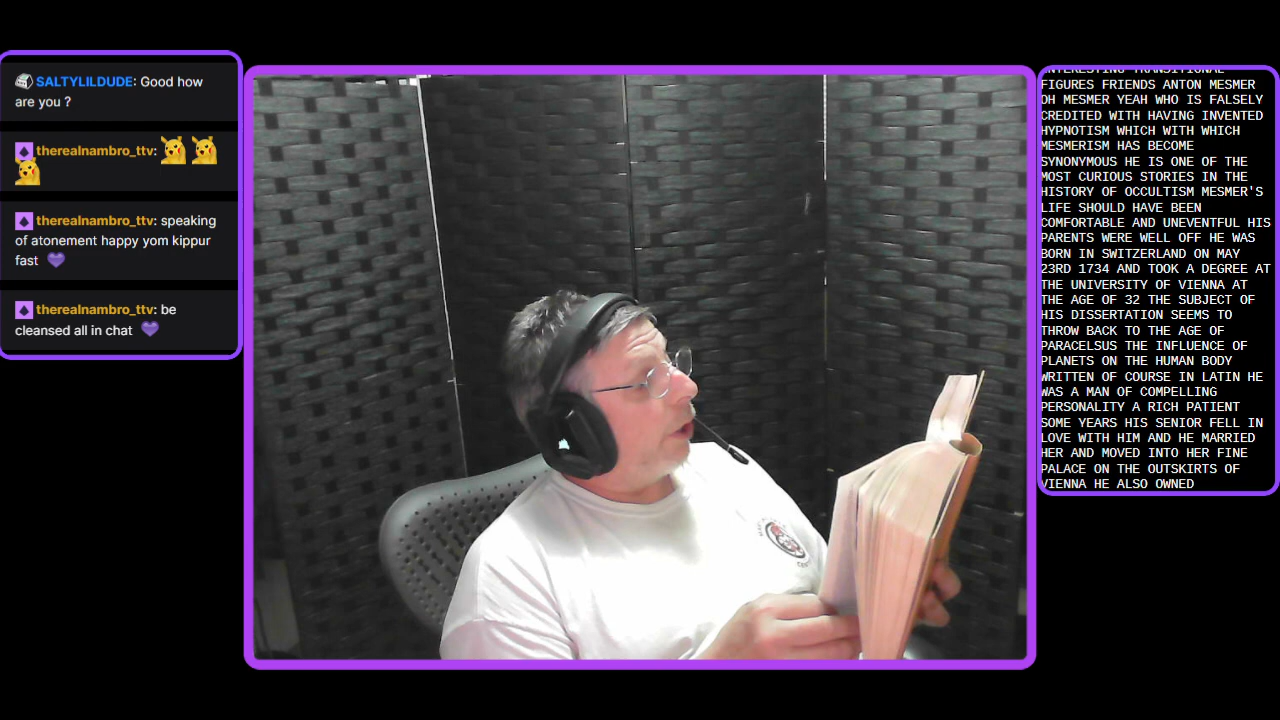 SALTYLILDUDE: Good how
are you ?
therealnambro_ttv:
therealnambro_ttv: speaking
of atonement happy yom kippur
fast
therealnambro_ttv: be
cleansed all in chat
INTERESTING TRANSITIONAL
FIGURES FRIENDS ANTON MESMER
OH MESMER YEAH WHO IS FALSELY
CREDITED WITH HAVING INVENTED
HYPNOTISM WHICH WITH WHICH
MESMERISM HAS BECOME
SYNONYMOUS HE IS ONE OF THE
MOST CURIOUS STORIES IN THE
HISTORY OF OCCULTISM MESMER'S
LIFE SHOULD HAVE BEEN
COMFORTABLE AND UNEVENTFUL HIS
PARENTS WERE WELL OFF HE WAS
BORN IN SWITZERLAND ON MAY
23RD 1734 AND TOOK A DEGREE AT
THE UNIVERSITY OF VIENNA AT
THE AGE OF 32 THE SUBJECT OF
HIS DISSERTATION SEEMS TO
THROW BACK TO THE AGE OF
PARACELSUS THE INFLUENCE OF
PLANETS ON THE HUMAN BODY
WRITTEN OF COURSE IN LATIN HE
WAS A MAN OF COMPELLING
PERSONALITY A RICH PATIENT
SOME YEARS HIS SENIOR FELL IN
LOVE WITH HIM AND HE MARRIED
HER AND MOVED INTO HER FINE
PALACE ON THE OUTSKIRTS OF
VIENNA HE ALSO OWNED